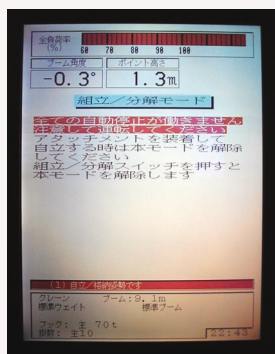 全負荷率
(%) 60 70 80 90 100
ブーム角度 ポイント高さ
-0.3° 1.3m
組立/分解モード
全ての自動停止が働きません
注意して運転してください
アタッチメントを装着して
自立する時は本モードを解除
してください
組立/分解スイッチを押すと
本モードを解除します
(1) 自立/格納姿勢です
クレーン ブーム:9.1m
標準ウェイト 標準ブーム
フック: 主 70t
掛数: 主10 22:43